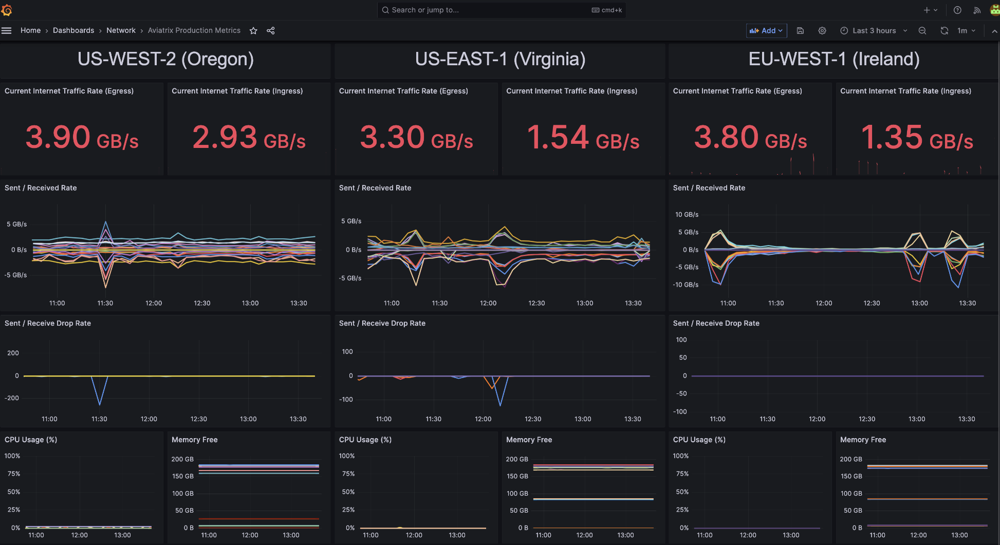 Search or jump to...
cmd+k
Home › Dashboards › Network › Aviatrix Production Metrics
Add
Last 3 hours
1m
US-WEST-2 (Oregon)
US-EAST-1 (Virginia)
EU-WEST-1 (Ireland)
Current Internet Traffic Rate (Egress)
3.90 GB/s
Current Internet Traffic Rate (Ingress)
2.93 GB/s
Current Internet Traffic Rate (Egress)
3.30 GB/s
Current Internet Traffic Rate (Ingress)
1.54 GB/s
Current Internet Traffic Rate (Egress)
3.80 GB/s
Current Internet Traffic Rate (Ingress)
1.35 GB/s
Sent / Received Rate
5 GB/s
0 B/s
-5 GB/s
11:00 11:30 12:00 12:30 13:00 13:30
Sent / Received Rate
5 GB/s
0 B/s
-5 GB/s
11:00 11:30 12:00 12:30 13:00 13:30
Sent / Received Rate
10 GB/s
5 GB/s
0 B/s
-5 GB/s
-10 GB/s
11:00 11:30 12:00 12:30 13:00 13:30
Sent / Receive Drop Rate
200
0
-200
11:00 11:30 12:00 12:30 13:00 13:30
Sent / Receive Drop Rate
100
0
-100
11:00 11:30 12:00 12:30 13:00 13:30
Sent / Receive Drop Rate
100
50
0
-50
-100
11:00 11:30 12:00 12:30 13:00 13:30
CPU Usage (%)
100%
75%
50%
25%
0%
11:00 12:00 13:00
Memory Free
200 GB
150 GB
100 GB
50 GB
0 B
11:00 12:00 13:00
CPU Usage (%)
100%
75%
50%
25%
0%
11:00 12:00 13:00
Memory Free
200 GB
150 GB
100 GB
50 GB
0 B
11:00 12:00 13:00
CPU Usage (%)
100%
75%
50%
25%
0%
11:00 12:00 13:00
Memory Free
200 GB
150 GB
100 GB
50 GB
0 B
11:00 12:00 13:00